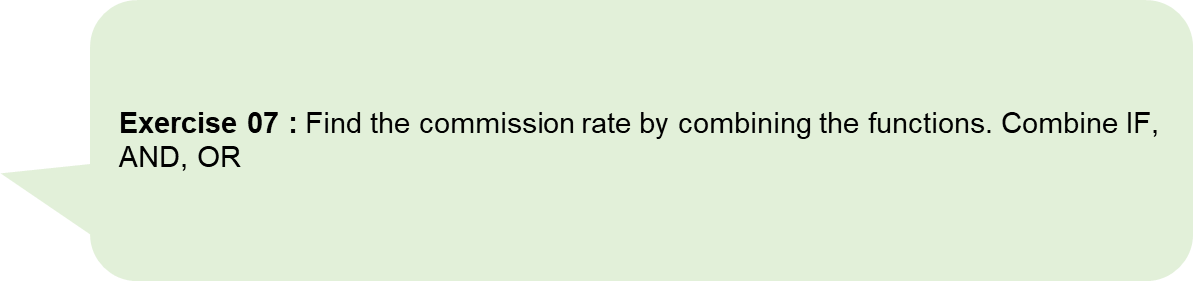 Exercise 07 : Find the commission rate by combining the functions. Combine IF,
AND, OR